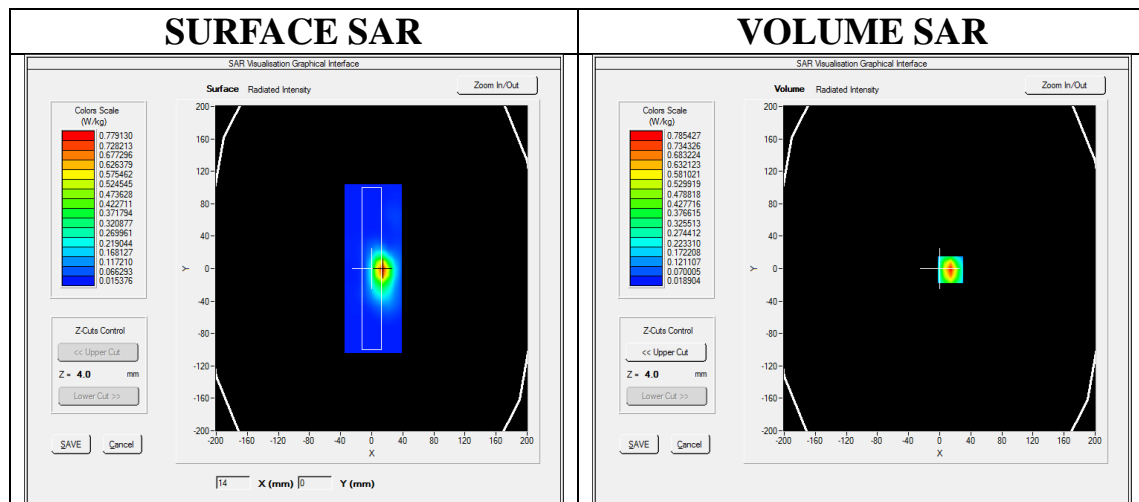 SURFACE SAR
SAR Visualisation Graphical Interface
Surface Radiated Intensity
Zoom In/Out
Colors Scale
(W/kg)
0.779130
0.728213
0.677296
0.626379
0.575462
0.524545
0.473628
0.422711
0.371794
0.320877
0.269961
0.219044
0.168127
0.117210
0.066293
0.015376
200
160
120
80
40
0
-40
-80
-120
-160
-200
Y
-200 -160 -120 -80 -40 0 40 80 120 160 200
X
Z-Cuts Control
<< Upper Cut
Z = 4.0 mm
Lower Cut >>
SAVE Cancel
14 X (mm) 0 Y (mm)
VOLUME SAR
SAR Visualisation Graphical Interface
Volume Radiated Intensity
Zoom In/Out
Colors Scale
(W/kg)
0.785427
0.734326
0.683224
0.632123
0.581021
0.529919
0.478818
0.427716
0.376615
0.325513
0.274412
0.223310
0.172208
0.121107
0.070005
0.018904
200
160
120
80
40
0
-40
-80
-120
-160
-200
Y
-200 -160 -120 -80 -40 0 40 80 120 160 200
X
Z-Cuts Control
<< Upper Cut
Z = 4.0 mm
Lower Cut >>
SAVE Cancel